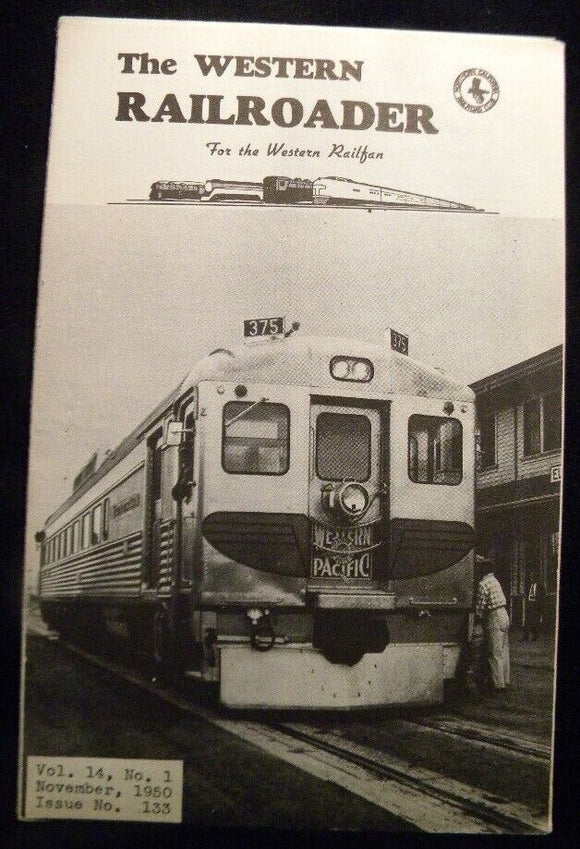 The WESTERN
RAILROADER
For the Western Railfan
375
375
WESTERN
PACIFIC
Vol. 14, No. 1
November, 1950
Issue No. 133